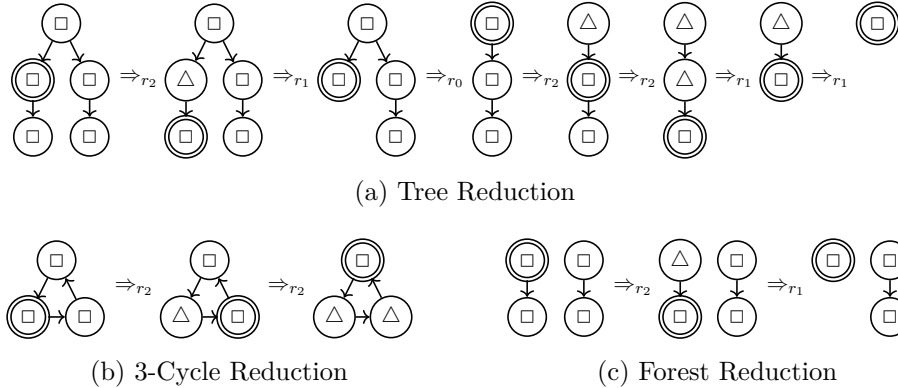 ⇒r₂ ⇒r₁ ⇒r₀ ⇒r₂ ⇒r₂ ⇒r₁ ⇒r₁
(a) Tree Reduction
⇒r₂ ⇒r₂ ⇒r₂ ⇒r₁
(b) 3-Cycle Reduction (c) Forest Reduction